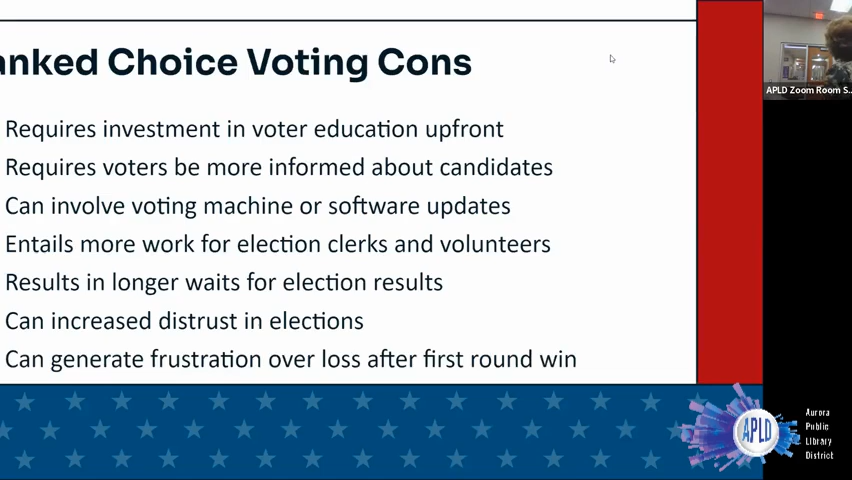 anked Choice Voting Cons
Requires investment in voter education upfront
Requires voters be more informed about candidates
Can involve voting machine or software updates
Entails more work for election clerks and volunteers
Results in longer waits for election results
Can increased distrust in elections
Can generate frustration over loss after first round win
APLD Zoom Room S...
APLD
Aurora
Public
Library
District